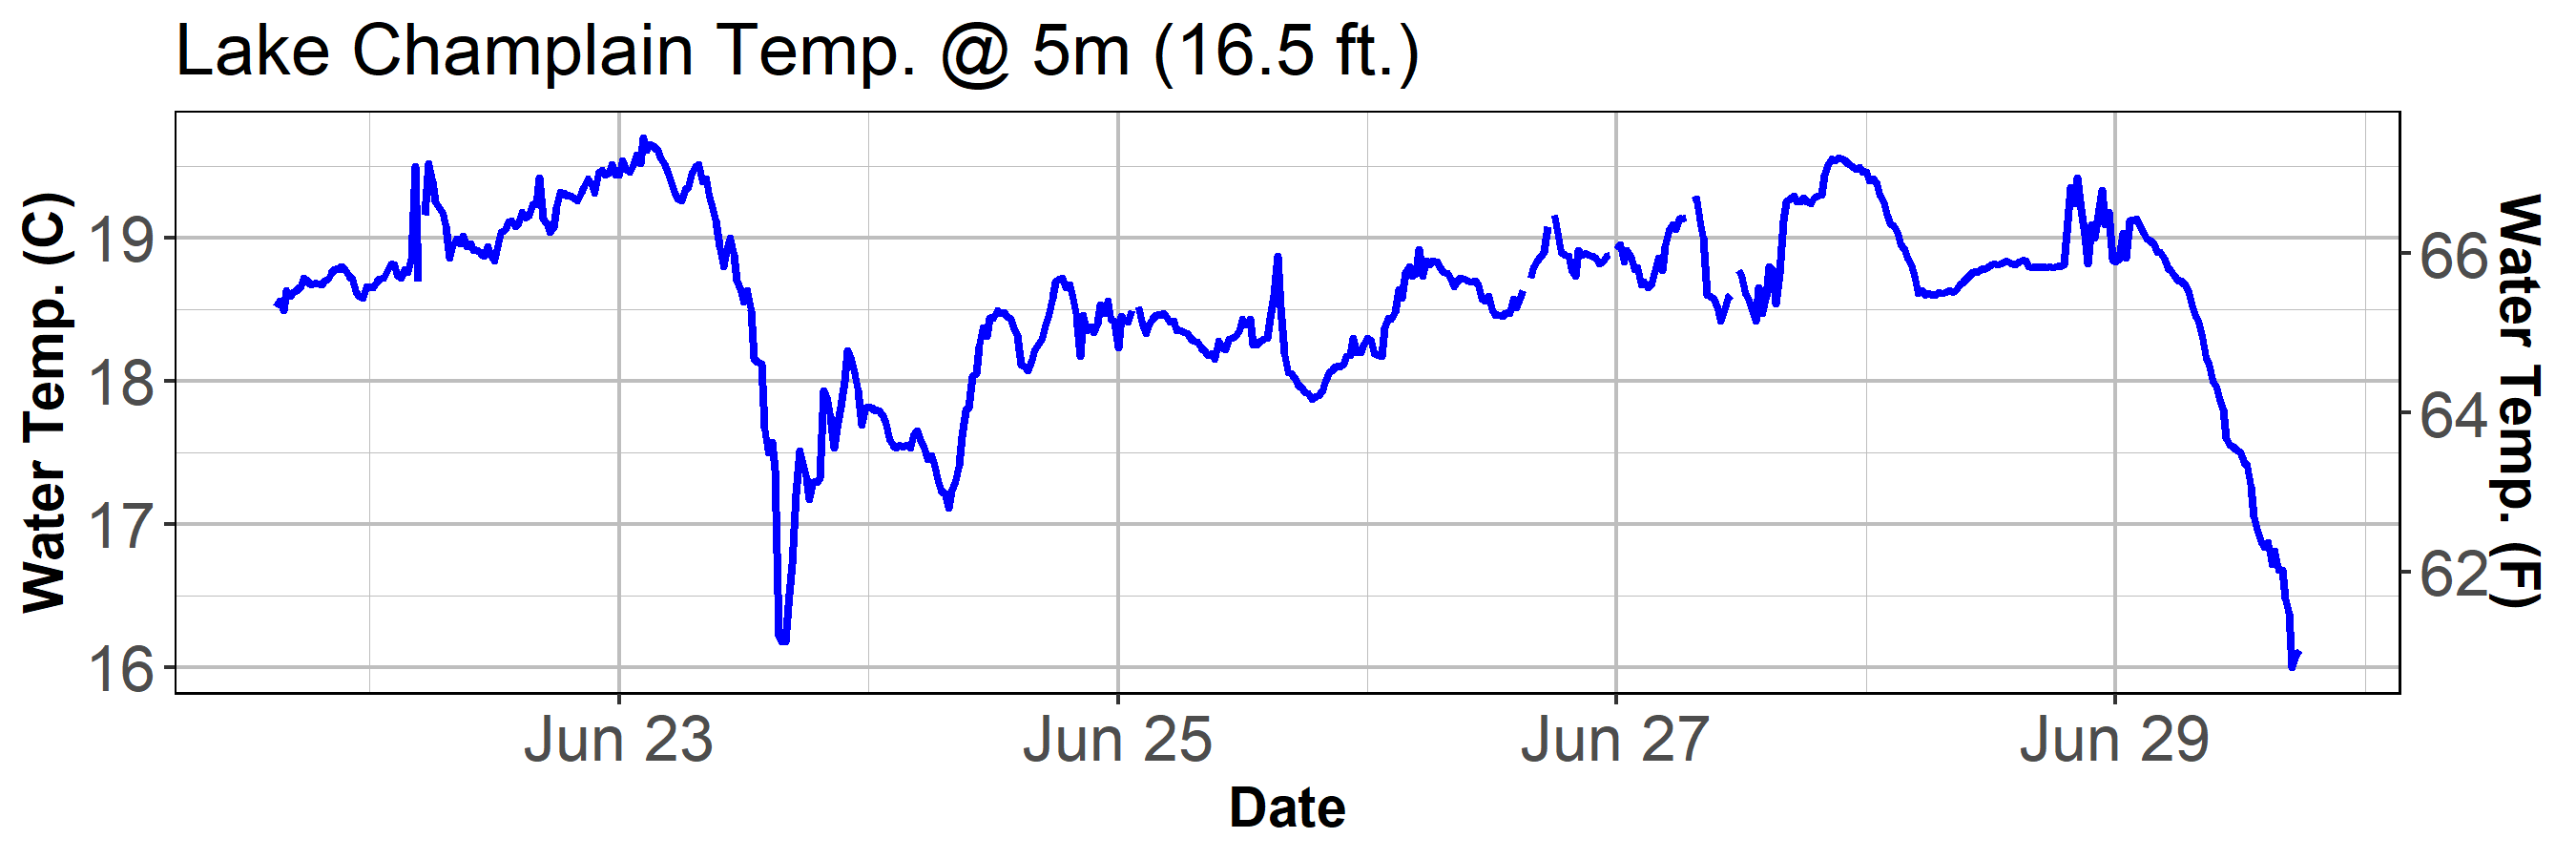 Lake Champlain Temp. @ 5m (16.5 ft.)
Water Temp. (C)
19
18
17
16
66
64
62
Water Temp. (F)
Jun 23 Jun 25 Jun 27 Jun 29
Date